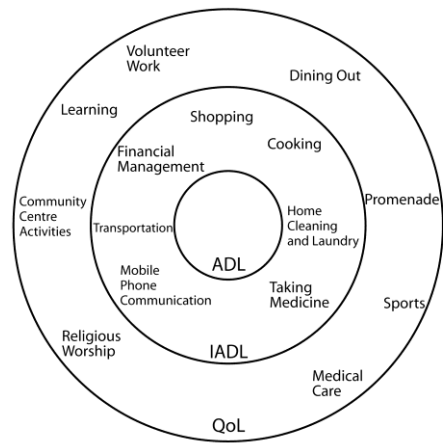 Volunteer
Work
Dining Out
Learning
Shopping
Cooking
Financial
Management
Community
Centre
Activities
Transportation
Home
Cleaning
and Laundry
Promenade
ADL
Mobile
Phone
Communication
Taking
Medicine
Sports
Religious
Worship
IADL
Medical
Care
QoL